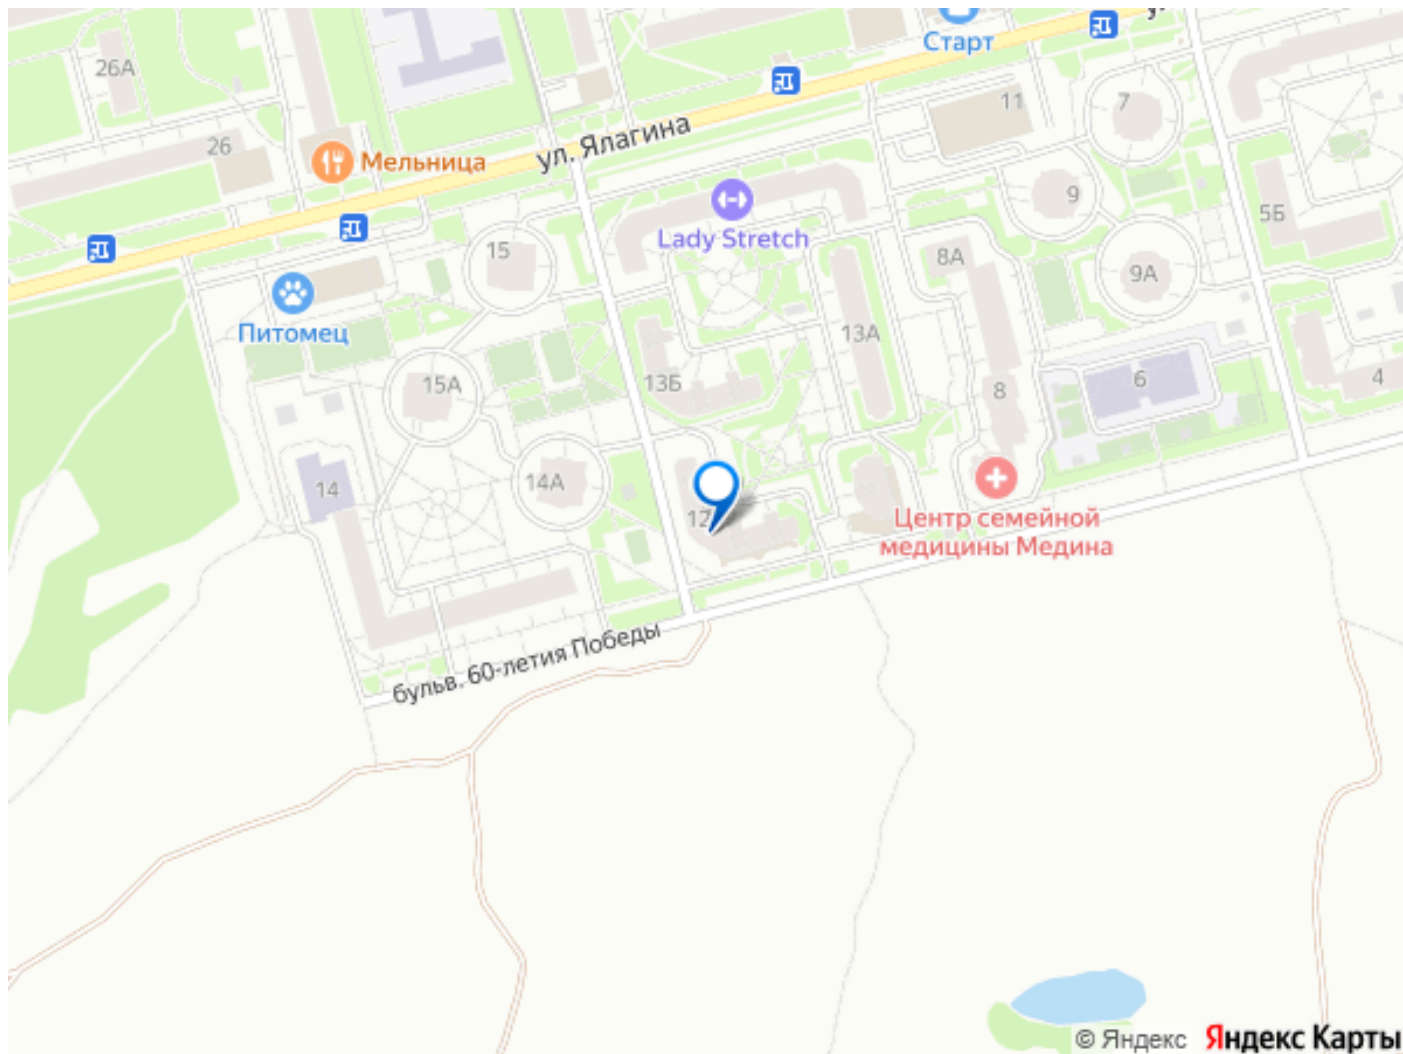 Старт
26А
11
7
ул. Ялагина
26
Мельница
9
5Б
Lady Stretch
15
8А
9А
Питомец
13А
15А
13Б
6
4
8
14А
14
12
Центр семейной
медицины Медина
бульв. 60-летия Победы
© Яндекс Яндекс Карты